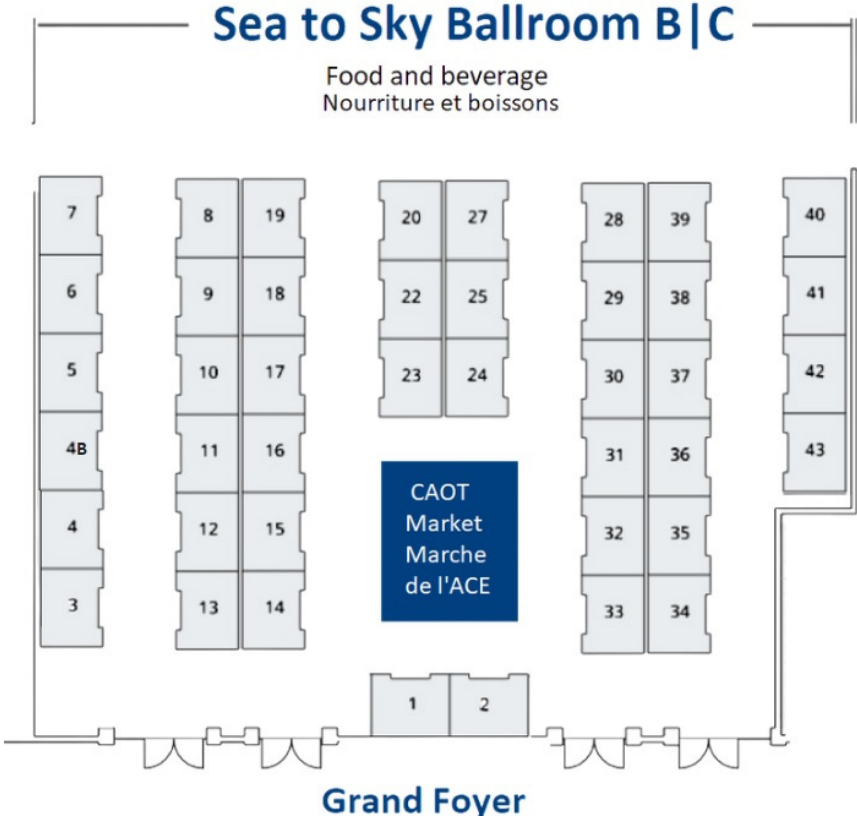 Sea to Sky Ballroom B|C
Food and beverage
Nourriture et boissons
7 8 19 20 27 28 39 40
6 9 18 22 25 29 38 41
5 10 17 23 24 30 37 42
4B 11 16 31 36 43
CAOT
Market
Marche
de l'ACE
4 12 15 32 35
3 13 14 33 34
1 2
Grand Foyer